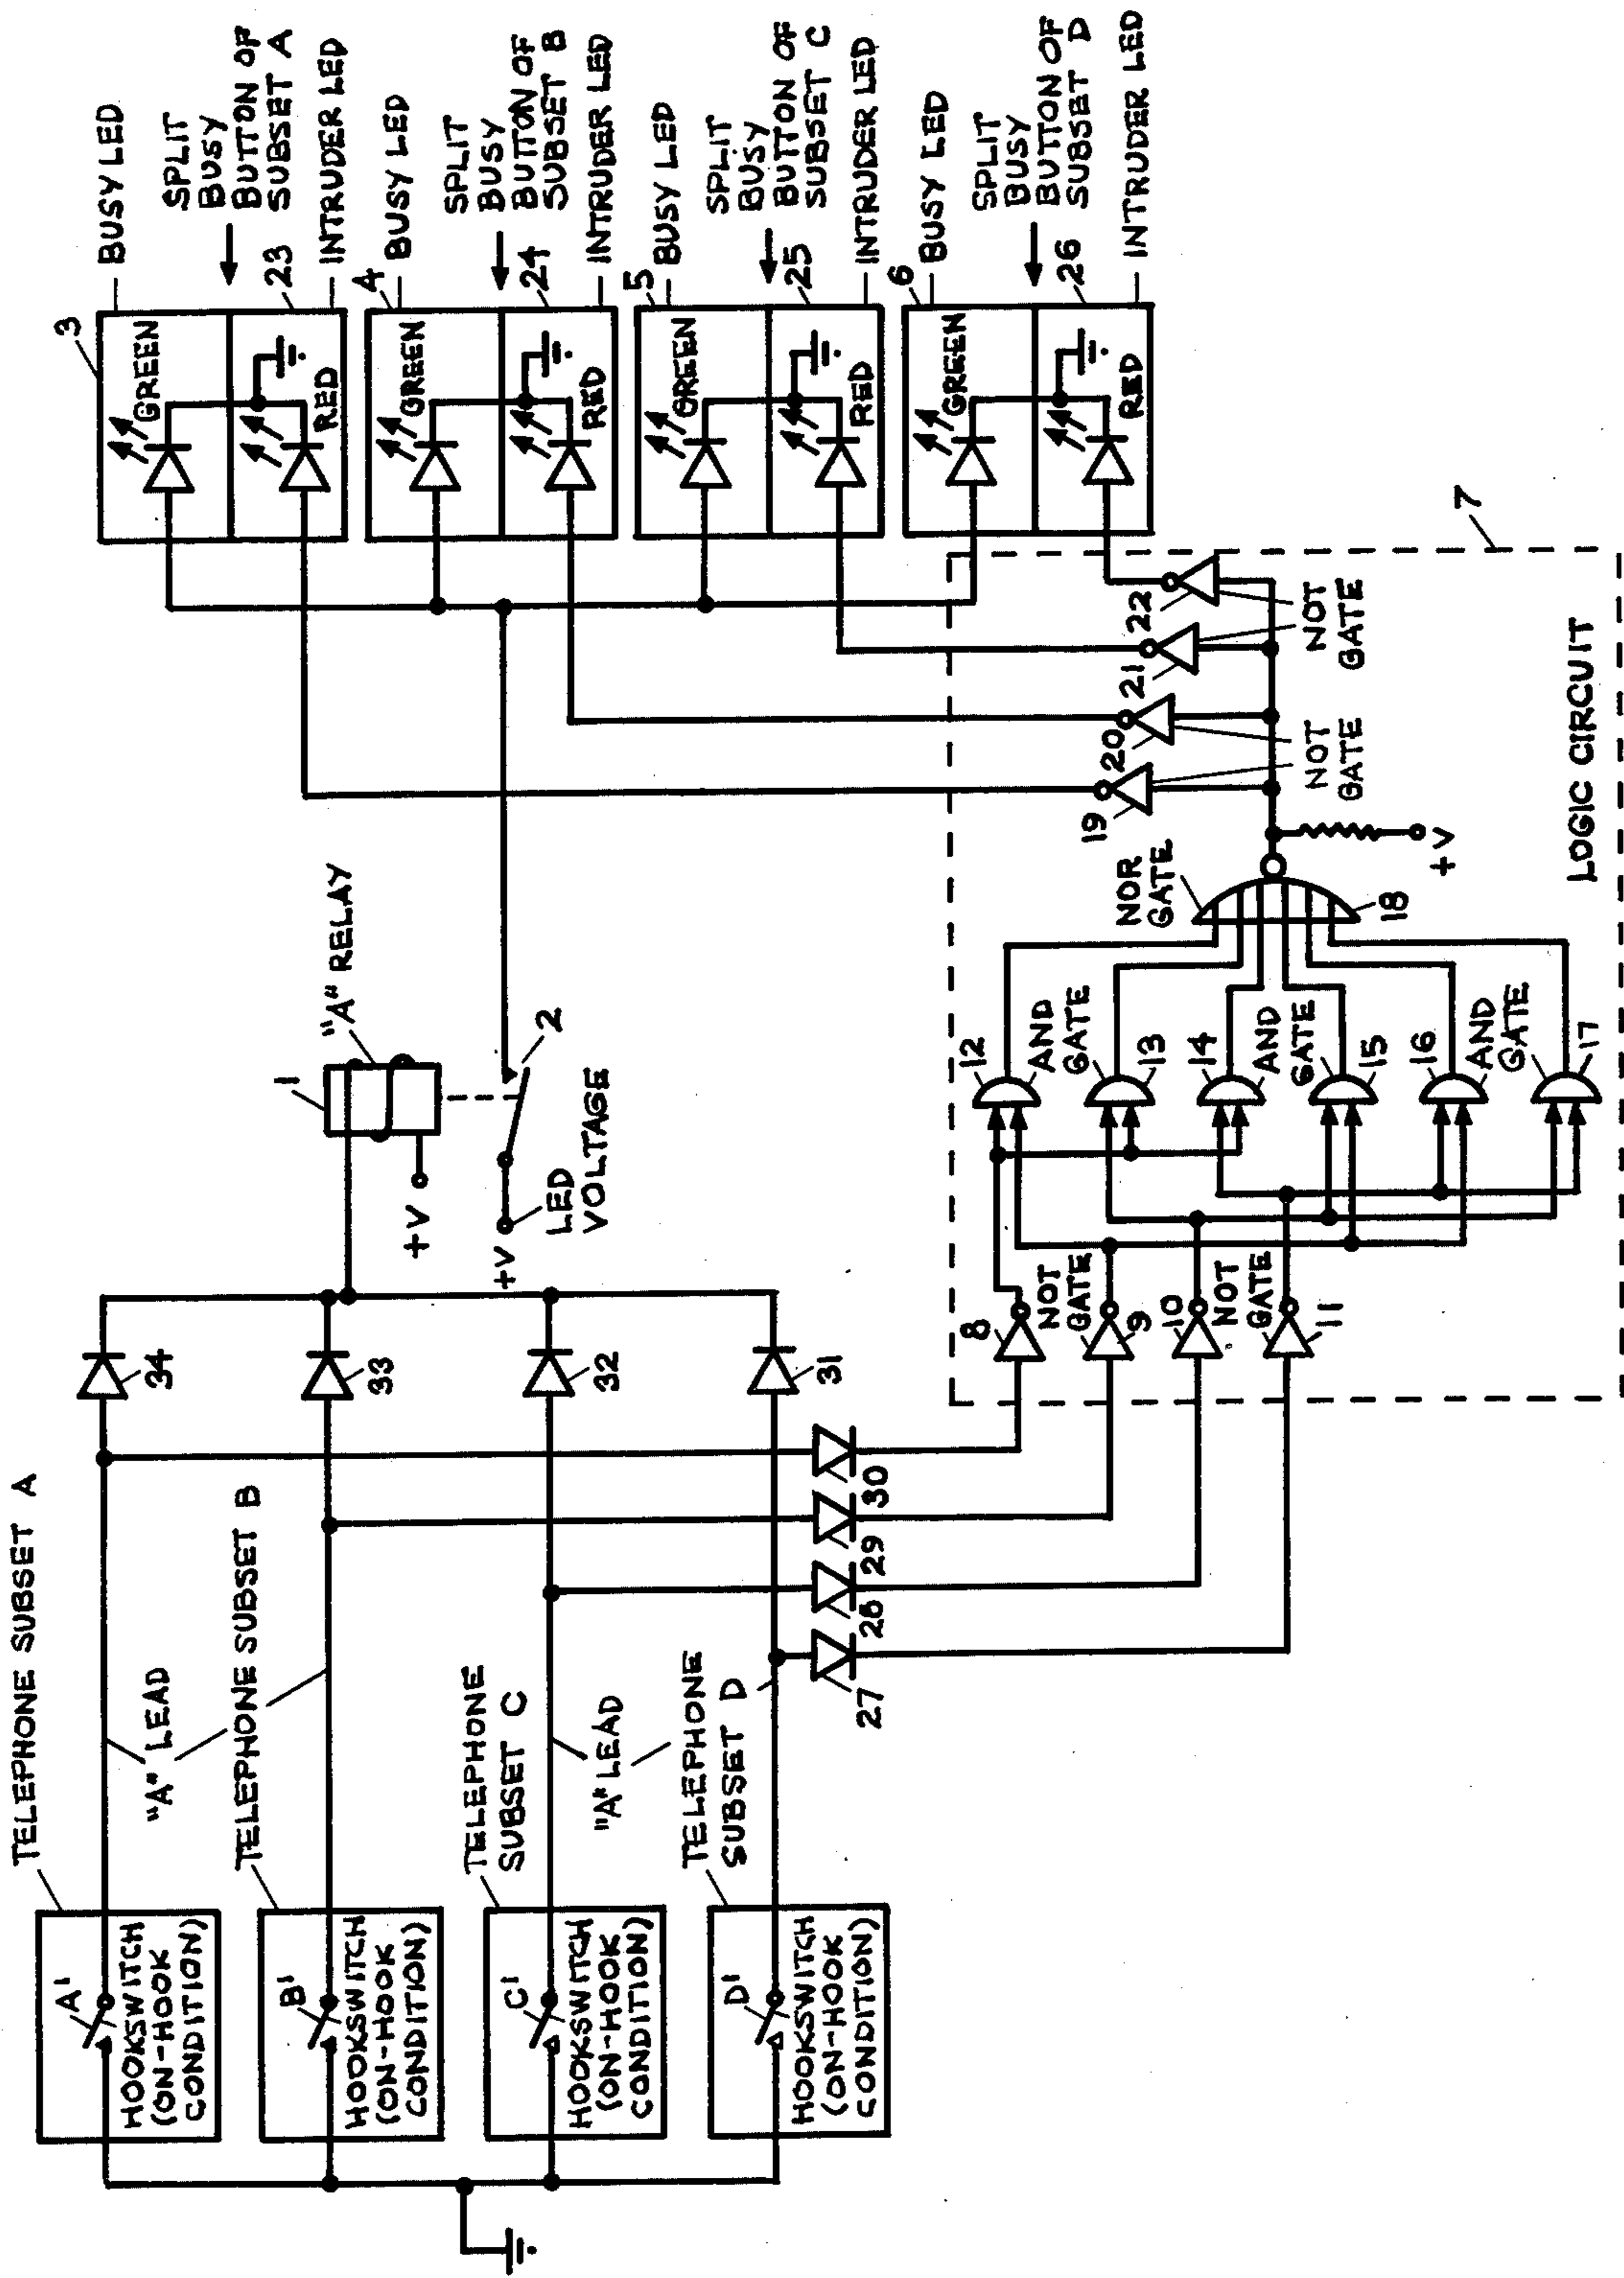 TELEPHONE SUBSET A
A'
HOOKSWITCH
(ON-HOOK
CONDITION)
"A" LEAD
TELEPHONE SUBSET B
B'
HOOKSWITCH
(ON-HOOK
CONDITION)
TELEPHONE
SUBSET C
C'
HOOKSWITCH
(ON-HOOK
CONDITION)
"A" LEAD
TELEPHONE
SUBSET D
D'
HOOKSWITCH
(ON-HOOK
CONDITION)
34
33
32
31
30
29
28
27
1
"A" RELAY
+V
+V
LED
VOLTAGE
2
3
GREEN
RED
BUSY LED
SPLIT
BUSY
BUTTON OF
SUBSET A
23
INTRUDER LED
4
GREEN
RED
BUSY LED
SPLIT
BUSY
BUTTON OF
SUBSET B
24
INTRUDER LED
5
GREEN
RED
BUSY LED
SPLIT
BUSY
BUTTON OF
SUBSET C
25
INTRUDER LED
6
GREEN
RED
BUSY LED
SPLIT
BUSY
BUTTON OF
SUBSET D
26
INTRUDER LED
8
NOT
GATE
9
10
NOT
GATE
11
12
AND
GATE
13
14
AND
GATE
15
16
AND
GATE
17
NOR
GATE
18
+V
19
20
NOT
GATE
21
22
NOT
GATE
7
LOGIC CIRCUIT